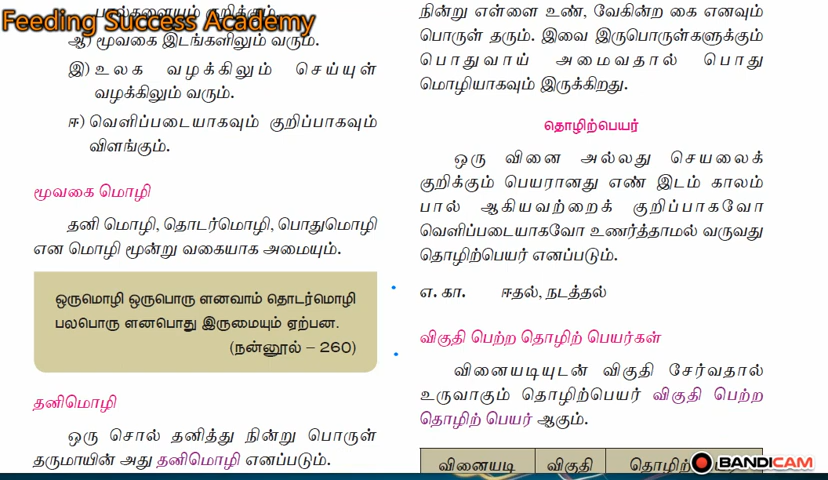 பால்களையும் குறிக்கும்.
Feeding Success Academy
ஆ) மூவகை இடங்களிலும் வரும்.
இ) உலக வழக்கிலும் செய்யுள்
வழக்கிலும் வரும்.
ஈ) வெளிப்படையாகவும் குறிப்பாகவும்
விளங்கும்.
மூவகை மொழி
தனி மொழி, தொடர்மொழி, பொதுமொழி
என மொழி மூன்று வகையாக அமையும்.
ஒருமொழி ஒருபொரு ளனவாம் தொடர்மொழி
பலபொரு ளனபொது இருமையும் ஏற்பன.
(நன்னூல் – 260)
தனிமொழி
ஒரு சொல் தனித்து நின்று பொருள்
தருமாயின் அது தனிமொழி எனப்படும்.
நின்று எள்ளை உண், வேகின்ற கை எனவும்
பொருள் தரும். இவை இருபொருள்களுக்கும்
பொதுவாய் அமைவதால் பொது
மொழியாகவும் இருக்கிறது.
தொழிற்பெயர்
ஒரு வினை அல்லது செயலைக்
குறிக்கும் பெயரானது எண் இடம் காலம்
பால் ஆகியவற்றைக் குறிப்பாகவோ
வெளிப்படையாகவோ உணர்த்தாமல் வருவது
தொழிற்பெயர் எனப்படும்.
எ. கா. ஈதல், நடத்தல்
விகுதி பெற்ற தொழிற் பெயர்கள்
வினையடியுடன் விகுதி சேர்வதால்
உருவாகும் தொழிற்பெயர் விகுதி பெற்ற
தொழிற் பெயர் ஆகும்.
வினையடி விகுதி
BANDICAM